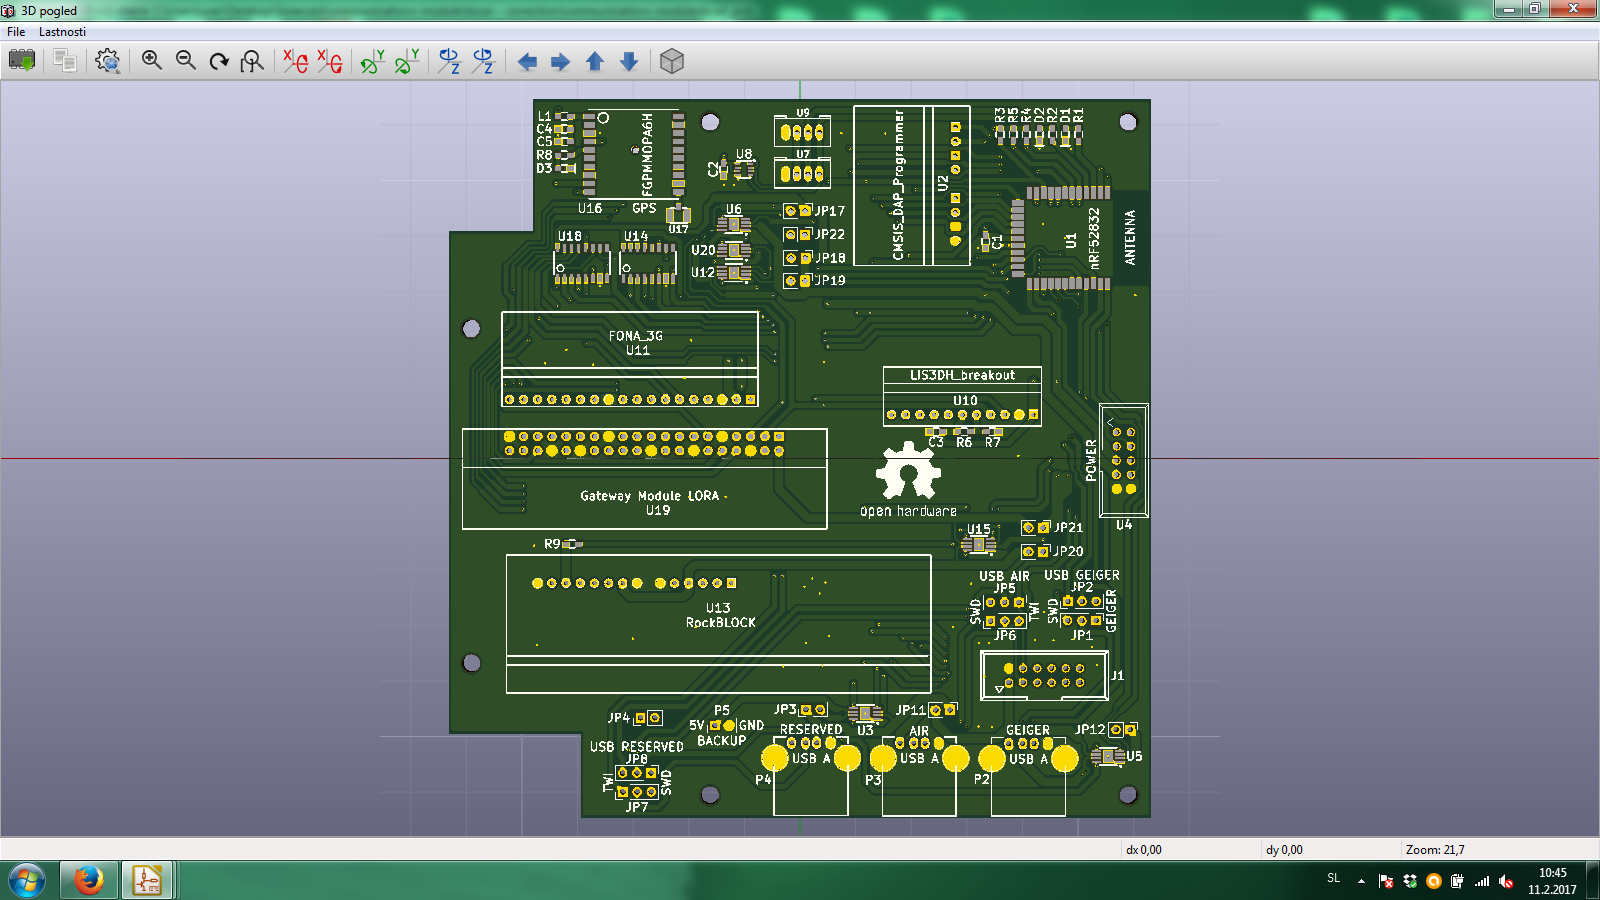 3D pogled
File Lastnosti
L1
C4
C5
R8
D3
FGPMMOPA6H
U16
GPS
U17
C2
U8
U9
U7
CMSIS_DAP_Programmer
U2
R3
R5
R4
D2
R2
D1
R1
U18
U14
U6
U20
U12
JP17
JP22
JP18
JP19
C1
U1
nRF52832
ANTENNA
FONA_3G
U11
LIS3DH_breakout
U10
C3 R6 R7
POWER
U4
Gateway Module LORA
U19
open hardware
R9
U15
JP21
JP20
U13
RockBLOCK
USB AIR
JP5
SWD
TWI
JP6
USB GEIGER
JP2
SWD
GEIGER
JP1
J1
JP4
P5
5V
GND
BACKUP
JP3
U3
JP11
JP12
U5
USB RESERVED
JP8
TWI
SWD
JP7
RESERVED
USB A
P4
AIR
USB A
P3
GEIGER
USB A
P2
dx 0,00
dy 0,00
Zoom: 21,7
SL
10:45
11.2.2017